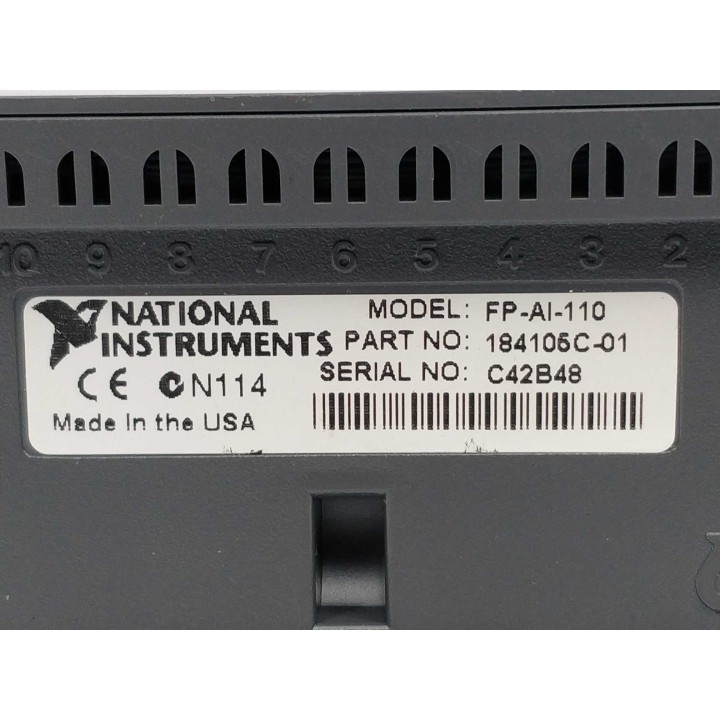 10 9 8 7 6 5 4 3 2
NATIONAL INSTRUMENTS
MODEL: FP-AI-110
PART NO: 184105C-01
SERIAL NO: C42B48
CE N114
Made in the USA